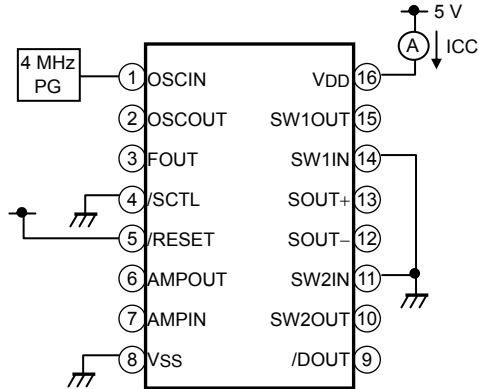 5 V
A
ICC
4 MHz
PG
1 OSCIN
2 OSCOUT
3 FOUT
4 /SCTL
5 /RESET
6 AMPOUT
7 AMPIN
8 VSS
VDD 16
SW1OUT 15
SW1IN 14
SOUT+ 13
SOUT− 12
SW2IN 11
SW2OUT 10
/DOUT 9